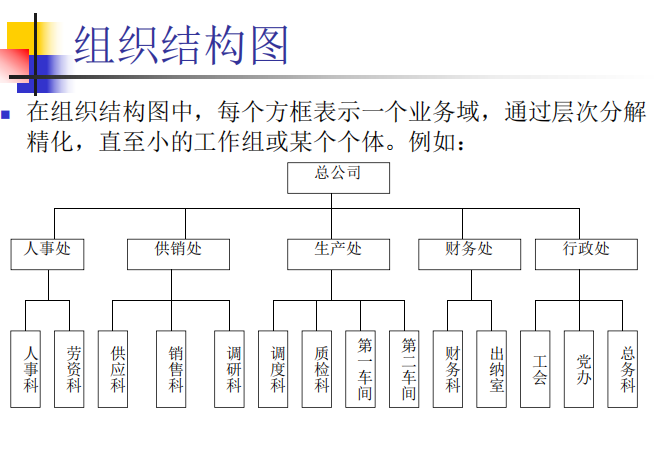 组织结构图
在组织结构图中，每个方框表示一个业务域，通过层次分解
精化，直至小的工作组或某个个体。例如：
总公司
人事处
供销处
生产处
财务处
行政处
人事科
劳资科
供应科
销售科
调研科
调度科
质检科
第一车间
第二车间
财务科
出纳室
工会
党办
总务科